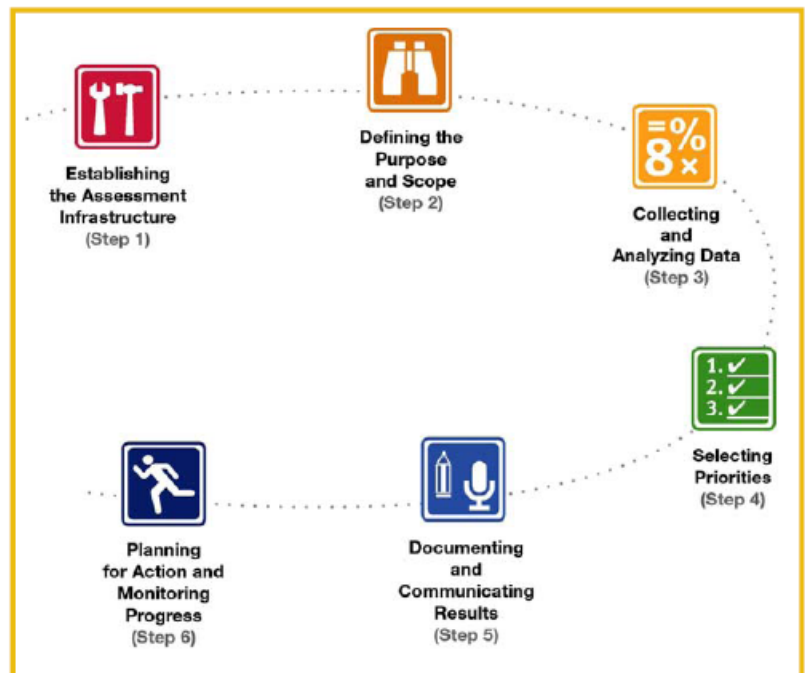 Establishing
the Assessment
Infrastructure
(Step 1)
Defining the
Purpose
and Scope
(Step 2)
=%
8×
Collecting
and
Analyzing Data
(Step 3)
1.✔
2.✔
3.✔
Selecting
Priorities
(Step 4)
Documenting
and
Communicating
Results
(Step 5)
Planning
for Action and
Monitoring
Progress
(Step 6)